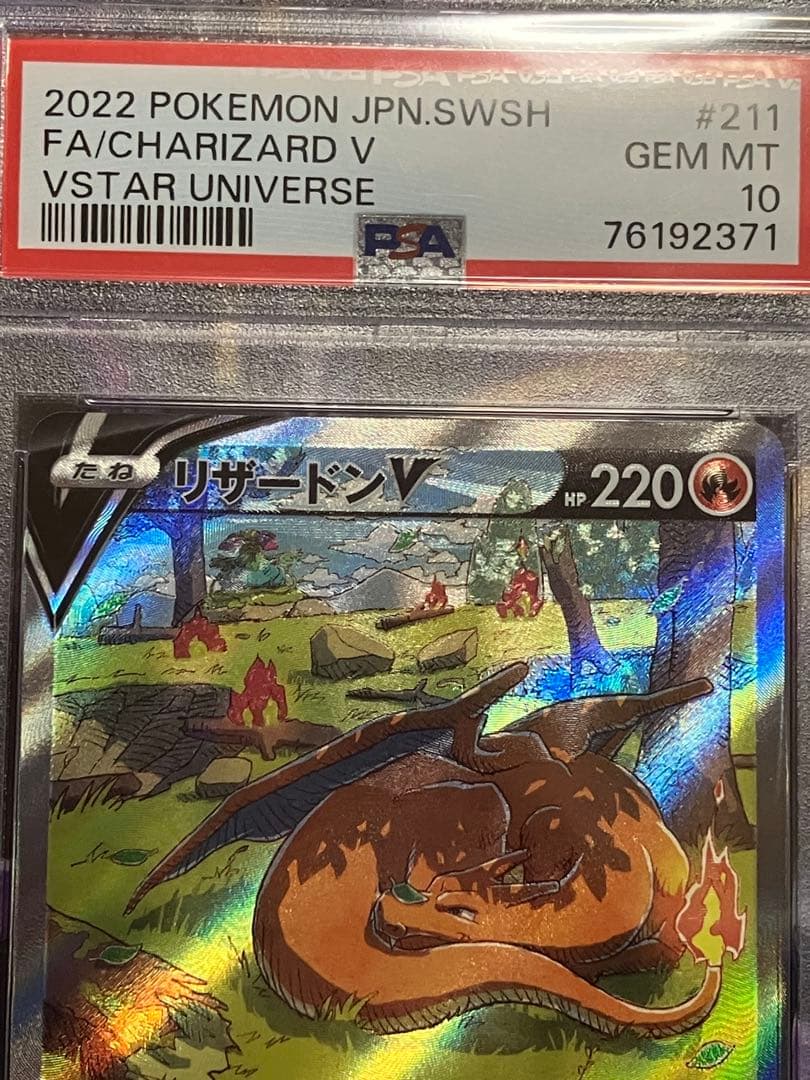 2022 POKEMON JPN.SWSH #211
FA/CHARIZARD V GEM MT
VSTAR UNIVERSE 10
76192371
PSA
たね リザードンV HP 220